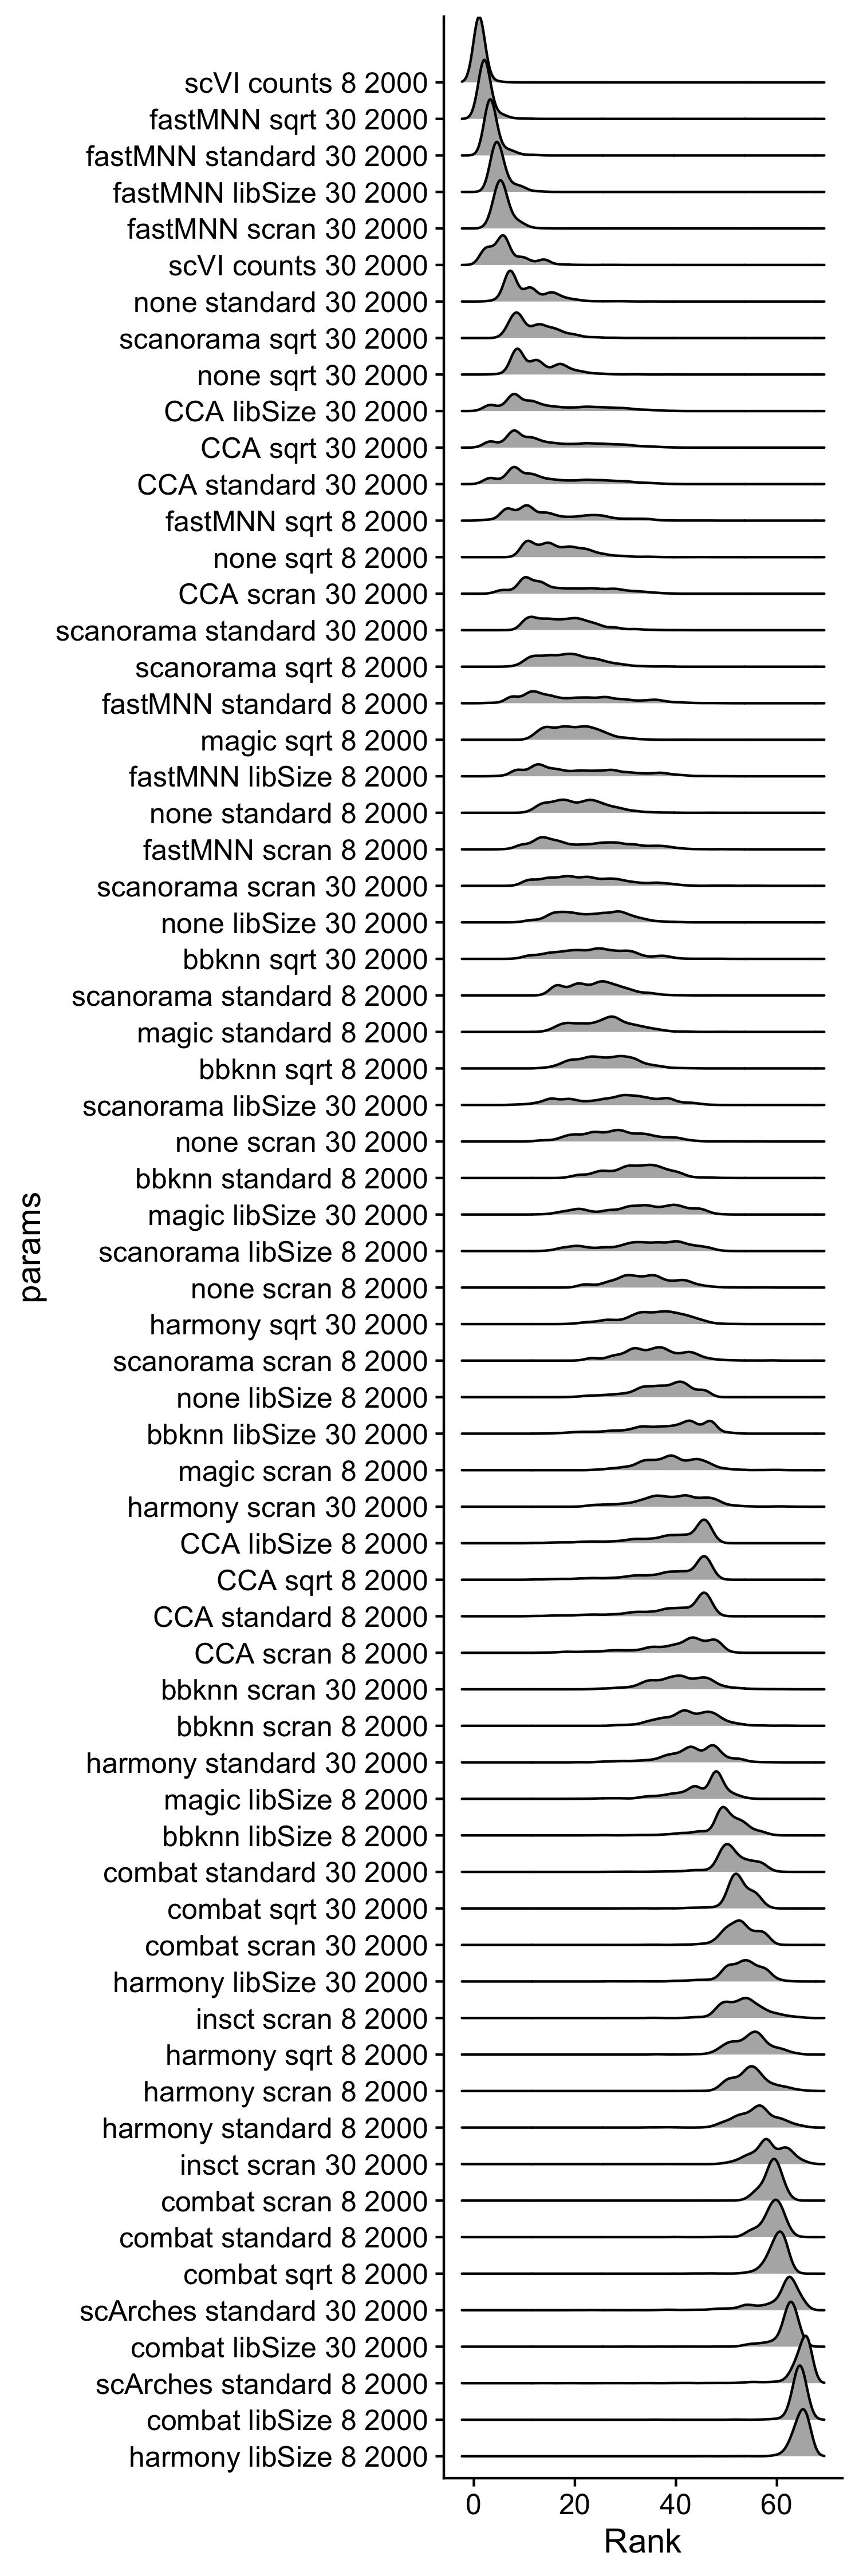 scVI counts 8 2000
fastMNN sqrt 30 2000
fastMNN standard 30 2000
fastMNN libSize 30 2000
fastMNN scran 30 2000
scVI counts 30 2000
none standard 30 2000
scanorama sqrt 30 2000
none sqrt 30 2000
CCA libSize 30 2000
CCA sqrt 30 2000
CCA standard 30 2000
fastMNN sqrt 8 2000
none sqrt 8 2000
CCA scran 30 2000
scanorama standard 30 2000
scanorama sqrt 8 2000
fastMNN standard 8 2000
magic sqrt 8 2000
fastMNN libSize 8 2000
none standard 8 2000
fastMNN scran 8 2000
scanorama scran 30 2000
none libSize 30 2000
bbknn sqrt 30 2000
scanorama standard 8 2000
magic standard 8 2000
bbknn sqrt 8 2000
scanorama libSize 30 2000
none scran 30 2000
bbknn standard 8 2000
magic libSize 30 2000
scanorama libSize 8 2000
none scran 8 2000
harmony sqrt 30 2000
scanorama scran 8 2000
none libSize 8 2000
bbknn libSize 30 2000
magic scran 8 2000
harmony scran 30 2000
CCA libSize 8 2000
CCA sqrt 8 2000
CCA standard 8 2000
CCA scran 8 2000
bbknn scran 30 2000
bbknn scran 8 2000
harmony standard 30 2000
magic libSize 8 2000
bbknn libSize 8 2000
combat standard 30 2000
combat sqrt 30 2000
combat scran 30 2000
harmony libSize 30 2000
insct scran 8 2000
harmony sqrt 8 2000
harmony scran 8 2000
harmony standard 8 2000
insct scran 30 2000
combat scran 8 2000
combat standard 8 2000
combat sqrt 8 2000
scArches standard 30 2000
combat libSize 30 2000
scArches standard 8 2000
combat libSize 8 2000
harmony libSize 8 2000
params
0 20 40 60
Rank